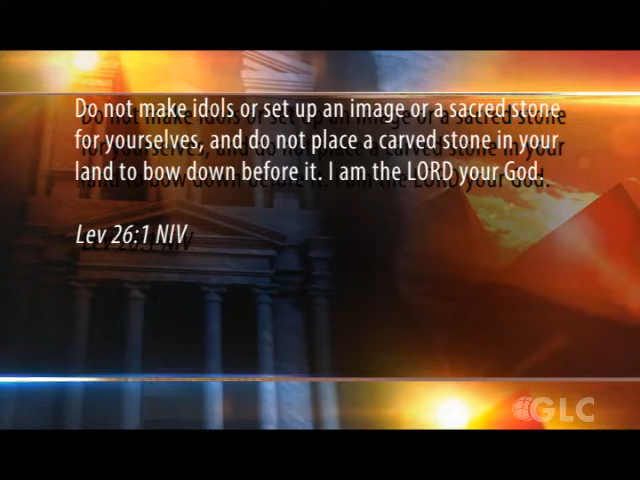 Do not make idols or set up an image or a sacred stone
for yourselves, and do not place a carved stone in your
land to bow down before it. I am the LORD your God.
Lev 26:1 NIV
GLC